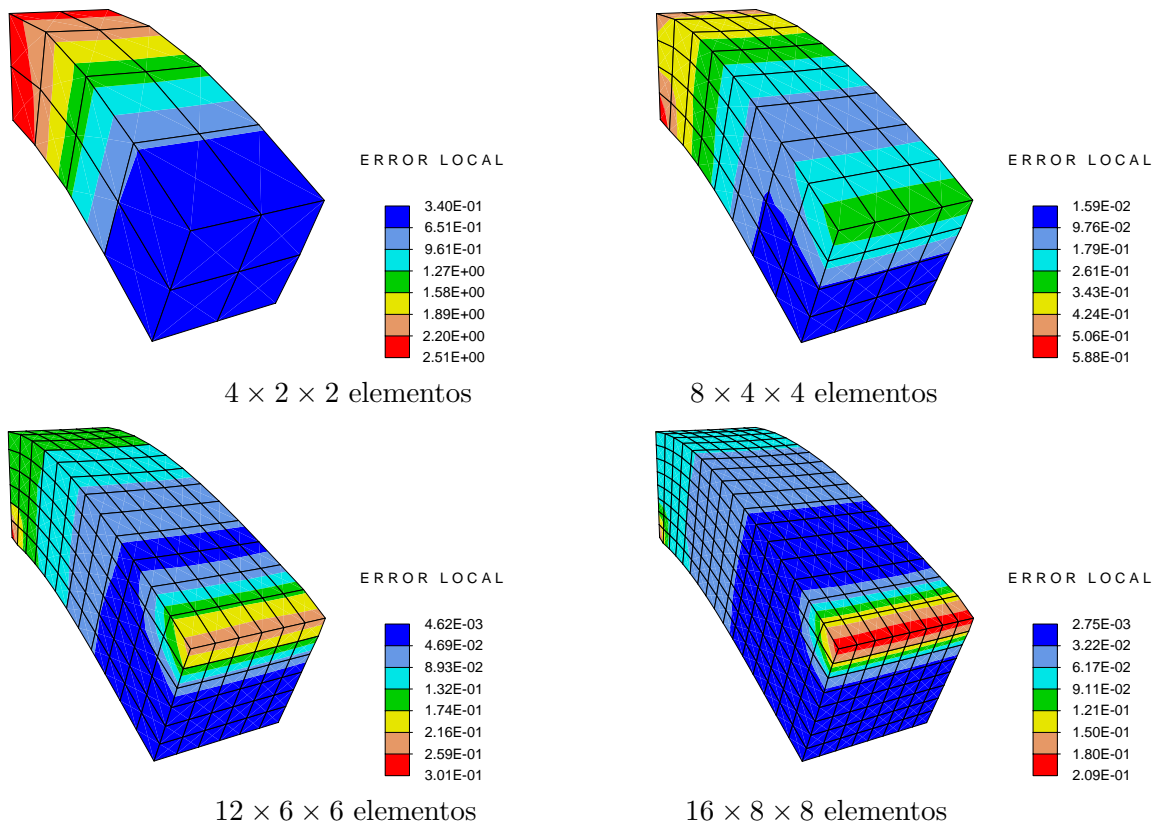 ERROR LOCAL
3.40E-01
6.51E-01
9.61E-01
1.27E+00
1.58E+00
1.89E+00
2.20E+00
2.51E+00
4 × 2 × 2 elementos
ERROR LOCAL
1.59E-02
9.76E-02
1.79E-01
2.61E-01
3.43E-01
4.24E-01
5.06E-01
5.88E-01
8 × 4 × 4 elementos
ERROR LOCAL
4.62E-03
4.69E-02
8.93E-02
1.32E-01
1.74E-01
2.16E-01
2.59E-01
3.01E-01
12 × 6 × 6 elementos
ERROR LOCAL
2.75E-03
3.22E-02
6.17E-02
9.11E-02
1.21E-01
1.50E-01
1.80E-01
2.09E-01
16 × 8 × 8 elementos